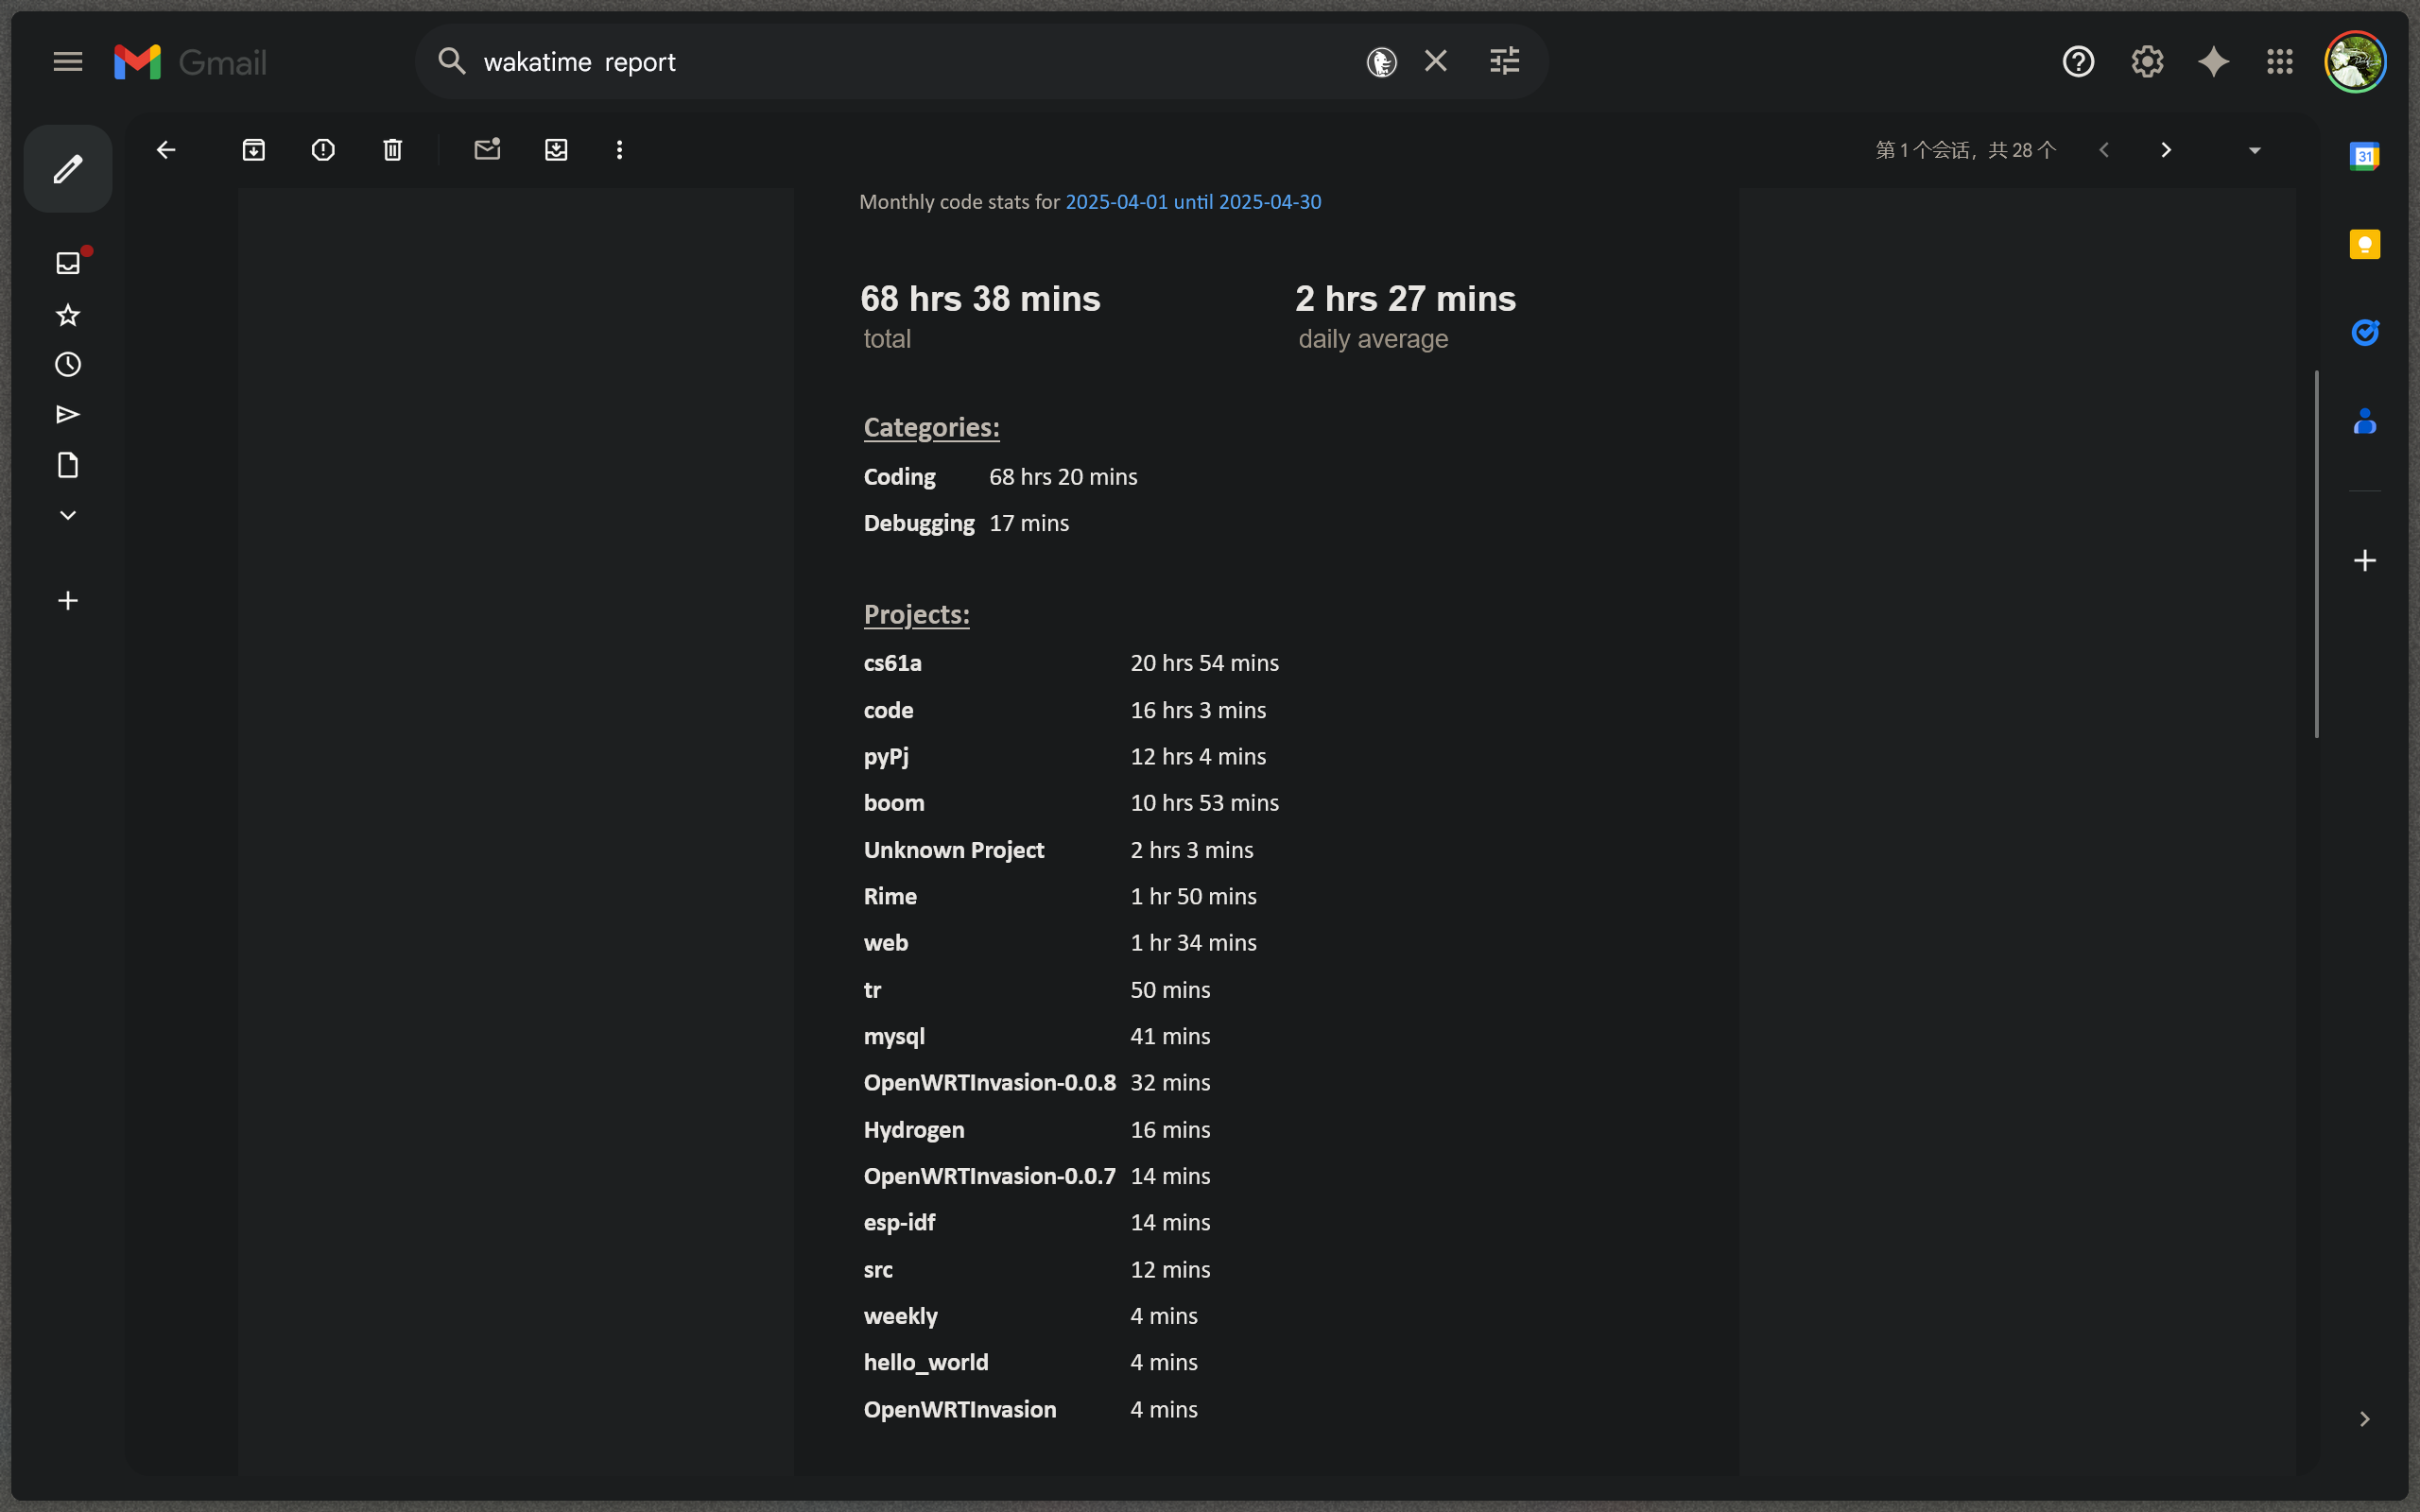 Gmail
wakatime  report
第 1 个会话，共 28 个
Monthly code stats for 2025-04-01 until 2025-04-30
68 hrs 38 mins 2 hrs 27 mins
total daily average
Categories:
Coding 68 hrs 20 mins
Debugging 17 mins
Projects:
cs61a 20 hrs 54 mins
code 16 hrs 3 mins
pyPj 12 hrs 4 mins
boom 10 hrs 53 mins
Unknown Project 2 hrs 3 mins
Rime 1 hr 50 mins
web 1 hr 34 mins
tr 50 mins
mysql 41 mins
OpenWRTInvasion-0.0.8 32 mins
Hydrogen 16 mins
OpenWRTInvasion-0.0.7 14 mins
esp-idf 14 mins
src 12 mins
weekly 4 mins
hello_world 4 mins
OpenWRTInvasion 4 mins
31